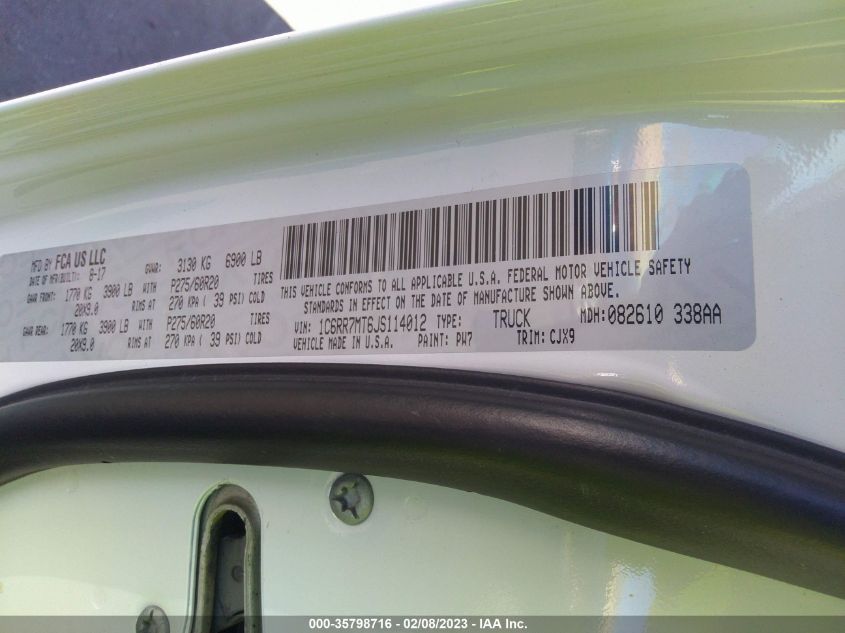 MFD BY FCA US LLC
DATE OF MFR/BUILT: 8-17 GVWR: 3130 KG 6900 LB
GAWR FRONT: 1770 KG 3900 LB WITH P275/60R20 TIRES
20X9.0 RIMS AT 270 KPA ( 39 PSI) COLD
GAWR REAR: 1770 KG 3900 LB WITH P275/60R20 TIRES
20X9.0 RIMS AT 270 KPA ( 39 PSI) COLD
THIS VEHICLE CONFORMS TO ALL APPLICABLE U.S.A. FEDERAL MOTOR VEHICLE SAFETY
STANDARDS IN EFFECT ON THE DATE OF MANUFACTURE SHOWN ABOVE.
VIN: 1C6RR7MT6JS114012 TYPE: TRUCK MDH: 082610 338AA
VEHICLE MADE IN U.S.A. PAINT: PW7 TRIM: CJX9
000-35798716 - 02/08/2023 - IAA Inc.